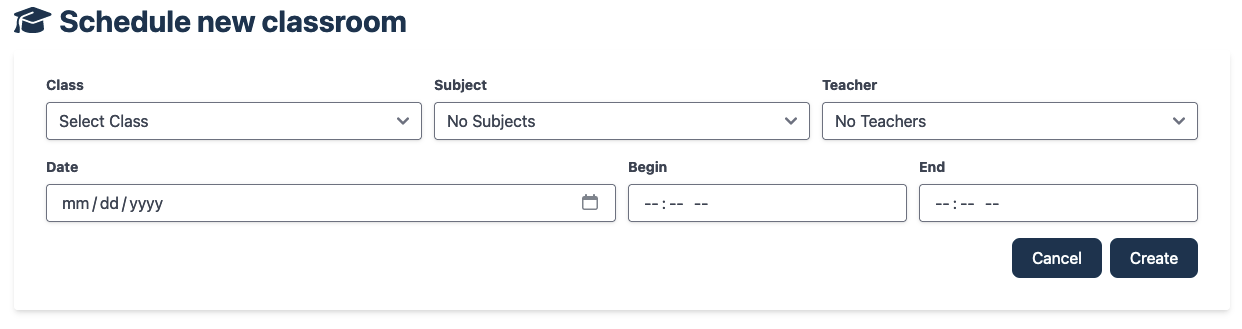 Schedule new classroom
Class Subject Teacher
Select Class No Subjects No Teachers
Date Begin End
mm/dd/yyyy --:-- -- --:-- --
Cancel Create